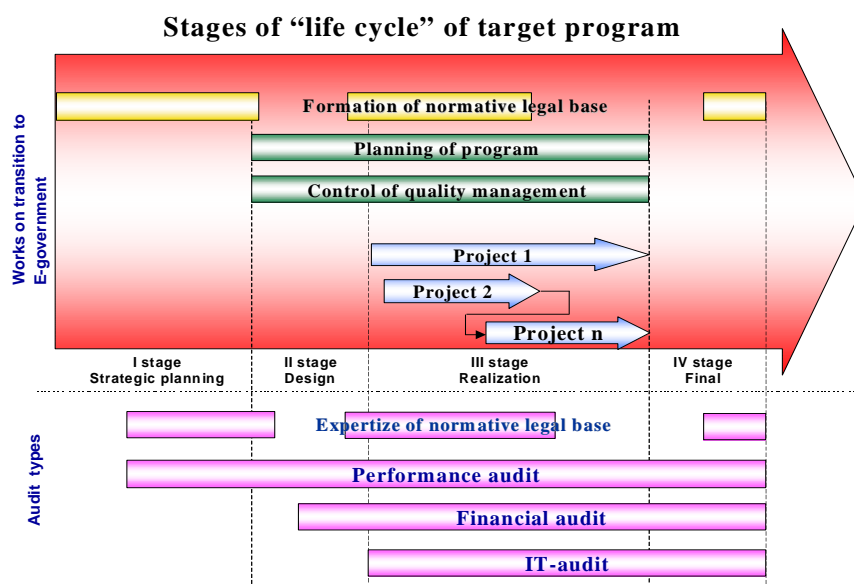 Stages of “life cycle” of target program
Works on transition to
E-government
Formation of normative legal base
Planning of program
Control of quality management
Project 1
Project 2
Project n
I stage
Strategic planning
II stage
Design
III stage
Realization
IV stage
Final
Audit types
Expertize of normative legal base
Performance audit
Financial audit
IT-audit